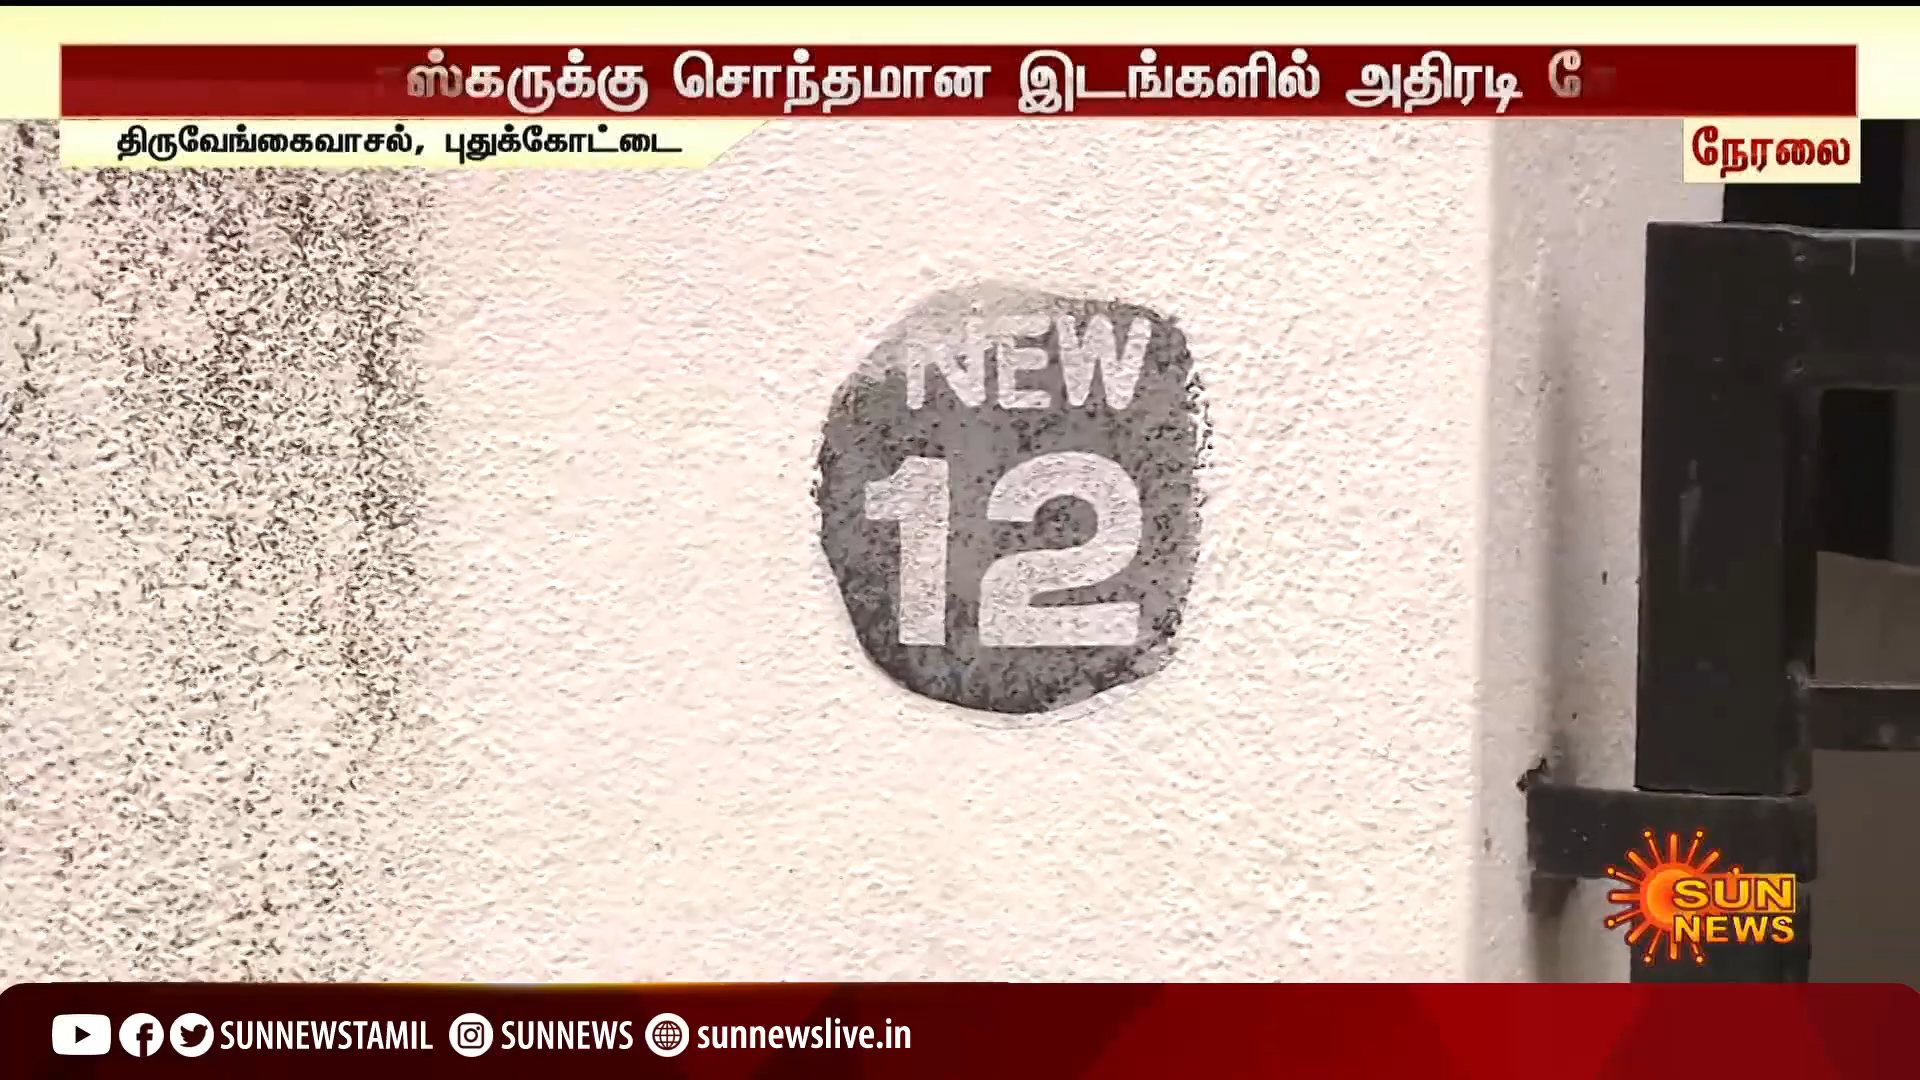 ஸ்கருக்கு சொந்தமான இடங்களில் அதிரடி
திருவேங்கைவாசல், புதுக்கோட்டை
நேரலை
NEW
12
SUN
NEWS
SUNNEWSTAMIL SUNNEWS sunnewslive.in